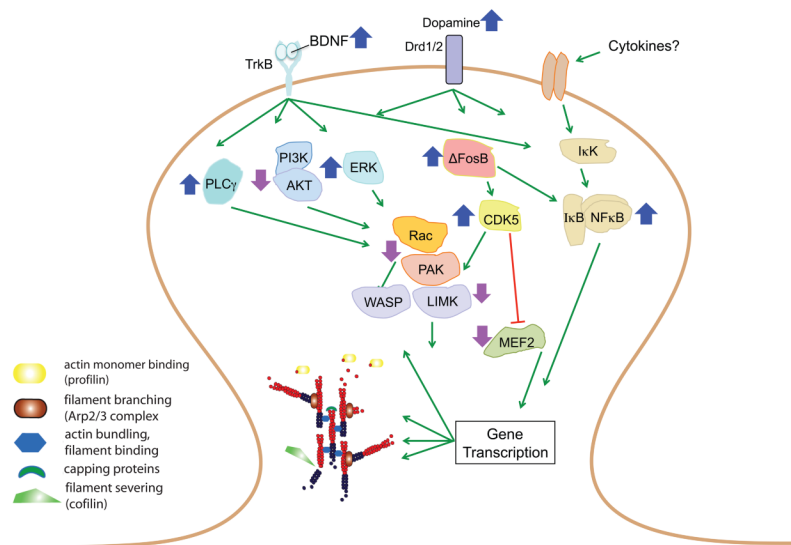 Dopamine
BDNF
Drd1/2
Cytokines?
TrkB
PI3K
ERK
ΔFosB
IκK
PLCγ
AKT
CDK5
IκB
NFκB
Rac
PAK
WASP
LIMK
MEF2
actin monomer binding
(profilin)
filament branching
(Arp2/3 complex
actin bundling,
filament binding
capping proteins
filament severing
(cofilin)
Gene
Transcription